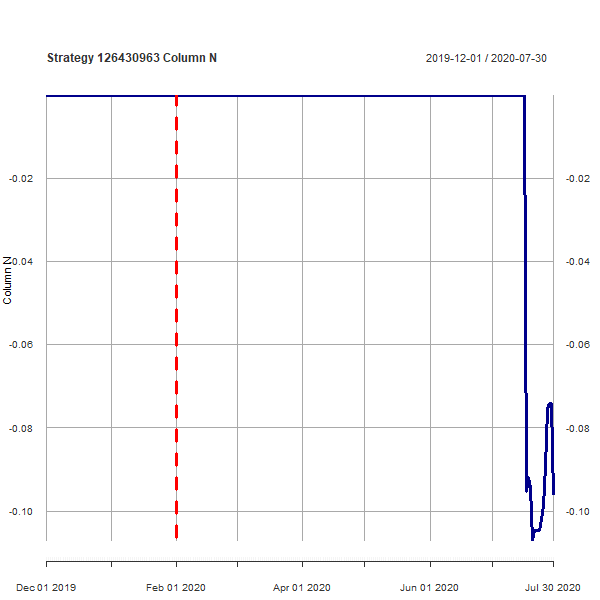 Strategy 126430963 Column N
2019-12-01 / 2020-07-30
-0.02 -0.02
-0.04 -0.04
Column N
-0.06 -0.06
-0.08 -0.08
-0.10 -0.10
Dec 01 2019 Feb 01 2020 Apr 01 2020 Jun 01 2020 Jul 30 2020